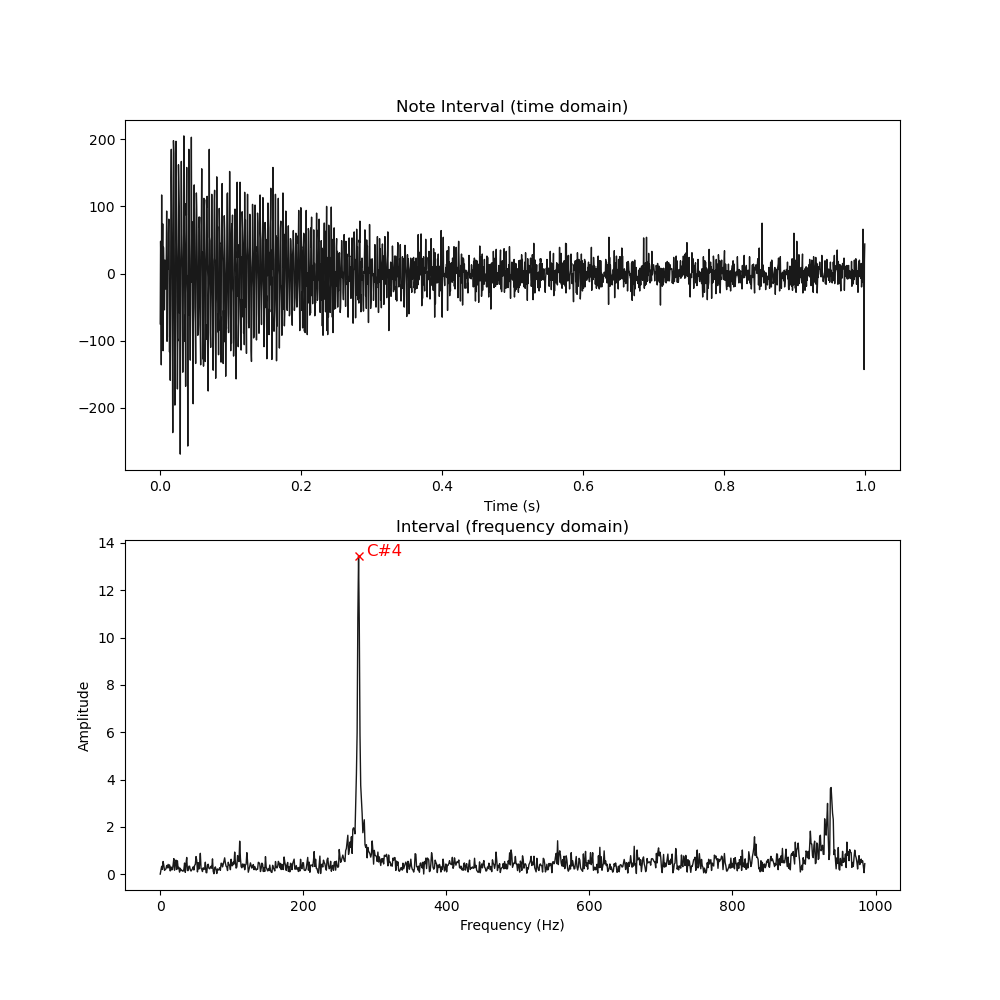 Note Interval (time domain)
200
100
0
−100
−200
0.0 0.2 0.4 0.6 0.8 1.0
Time (s)
Interval (frequency domain)
14
12
10
8
6
4
2
0
Amplitude
C#4
0 200 400 600 800 1000
Frequency (Hz)